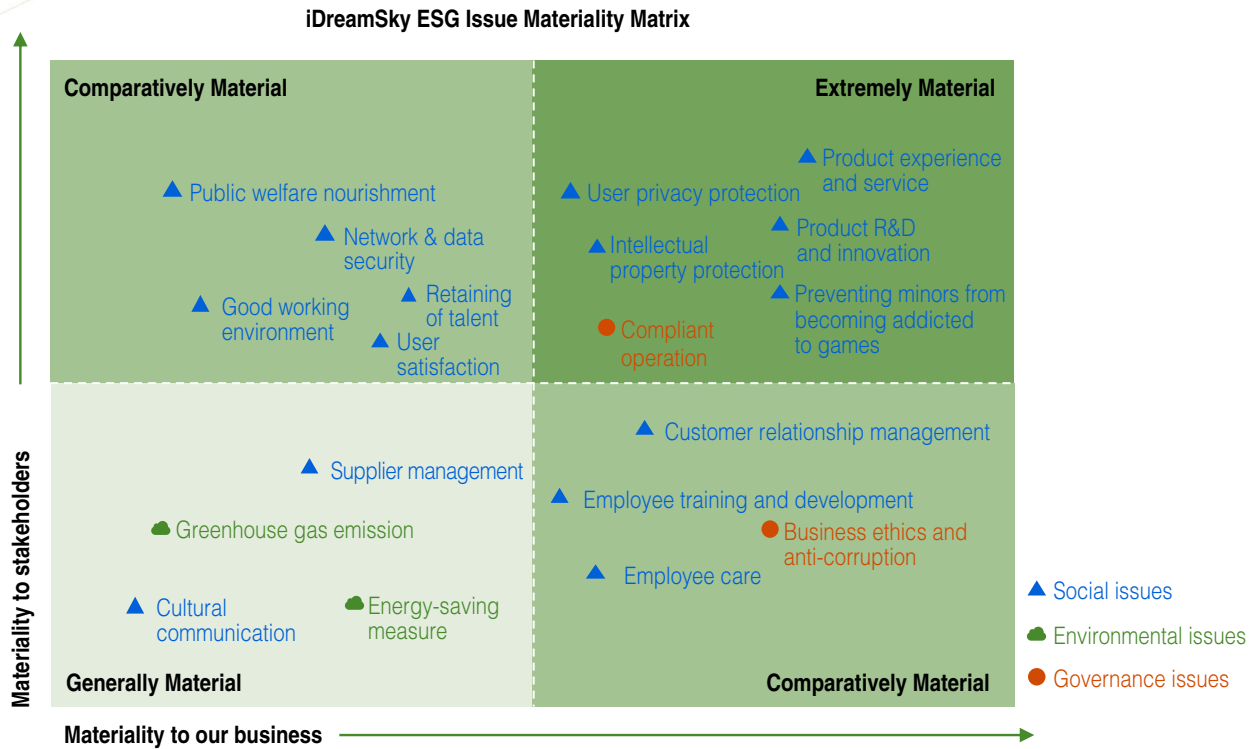 iDreamSky ESG Issue Materiality Matrix
Materiality to stakeholders
Comparatively Material
Public welfare nourishment
Network & data
security
Good working
environment
Retaining
of talent
User
satisfaction
Extremely Material
Product experience
and service
User privacy protection
Product R&D
and innovation
Intellectual
property protection
Preventing minors from
becoming addicted
to games
Compliant
operation
Supplier management
Greenhouse gas emission
Cultural
communication
Energy-saving
measure
Generally Material
Customer relationship management
Employee training and development
Business ethics and
anti-corruption
Employee care
Comparatively Material
Social issues
Environmental issues
Governance issues
Materiality to our business